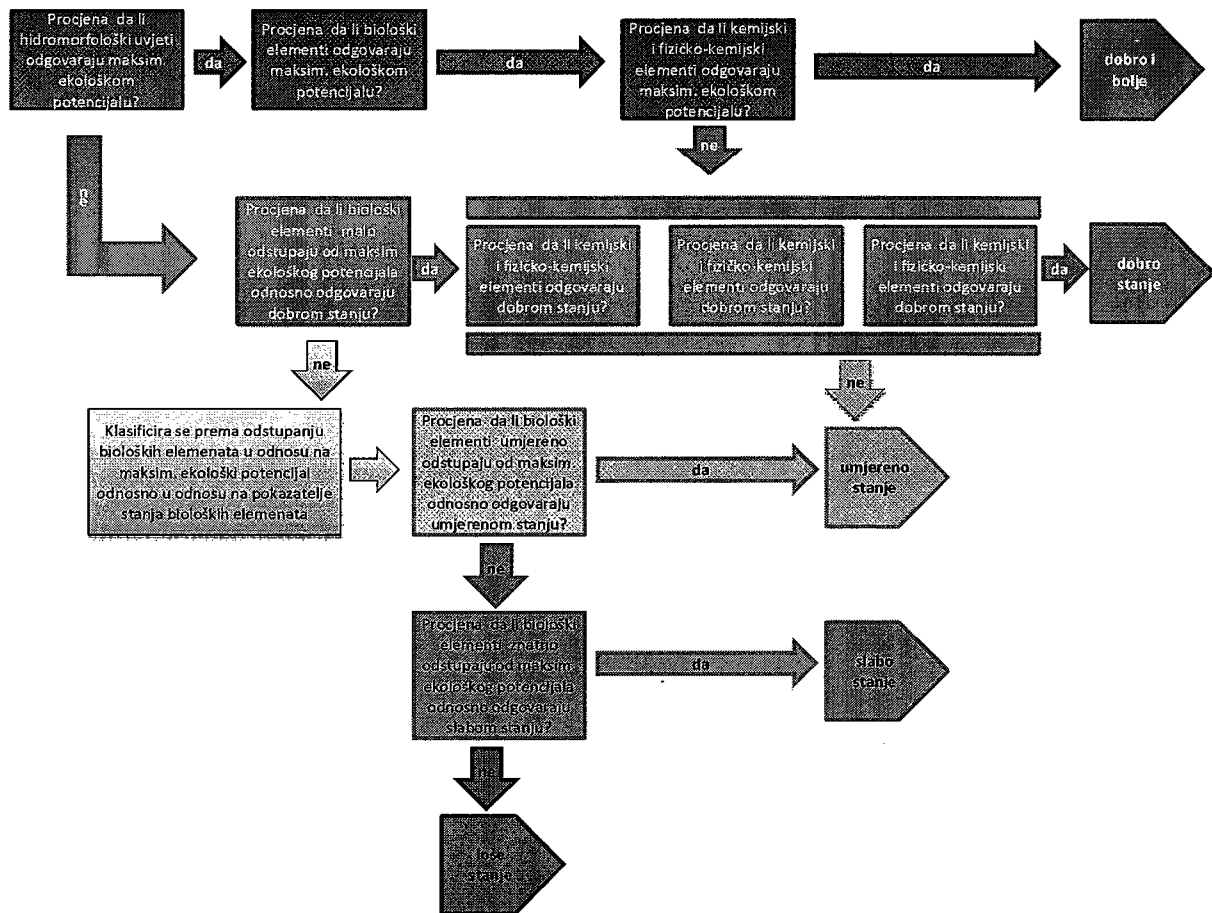 Procjena da li
hidromorfološki uvjeti
odgovaraju maksim.
ekološkom
potencijalu?
da
Procjena da li biološki
elementi odgovaraju
maksim. ekološkom
potencijalu?
da
Procjena da li kemijski
i fizičko-kemijski
elementi odgovaraju
maksim. ekološkom
potencijalu?
da
dobro i
bolje
ne
ne
Procjena da li biološki
elementi malo
odstupaju od maksim
ekološkog potencijala
odnosno odgovaraju
dobrom stanju?
da
Procjena da li kemijski
i fizičko-kemijski
elementi odgovaraju
dobrom stanju?
Procjena da li kemijski
i fizičko-kemijski
elementi odgovaraju
dobrom stanju?
Procjena da li kemijski
i fizičko-kemijski
elementi odgovaraju
dobrom stanju?
da
dobro
stanje
ne
ne
Klasificira se prema odstupanju
bioloških elemenata u odnosu na
maksim. ekološki potencijal
odnosno u odnosu na pokazatelje
stanja bioloških elemenata
Procjena da li biološki
elementi umjereno
odstupaju od maksim.
ekološkog potencijala
odnosno odgovaraju
umjerenom stanju?
da
umjereno
stanje
ne
Procjena da li biološki
elementi znatno
odstupaju od maksim.
ekološkog potencijala
odnosno odgovaraju
slabom stanju?
da
slabo
stanje
ne
loše
stanje